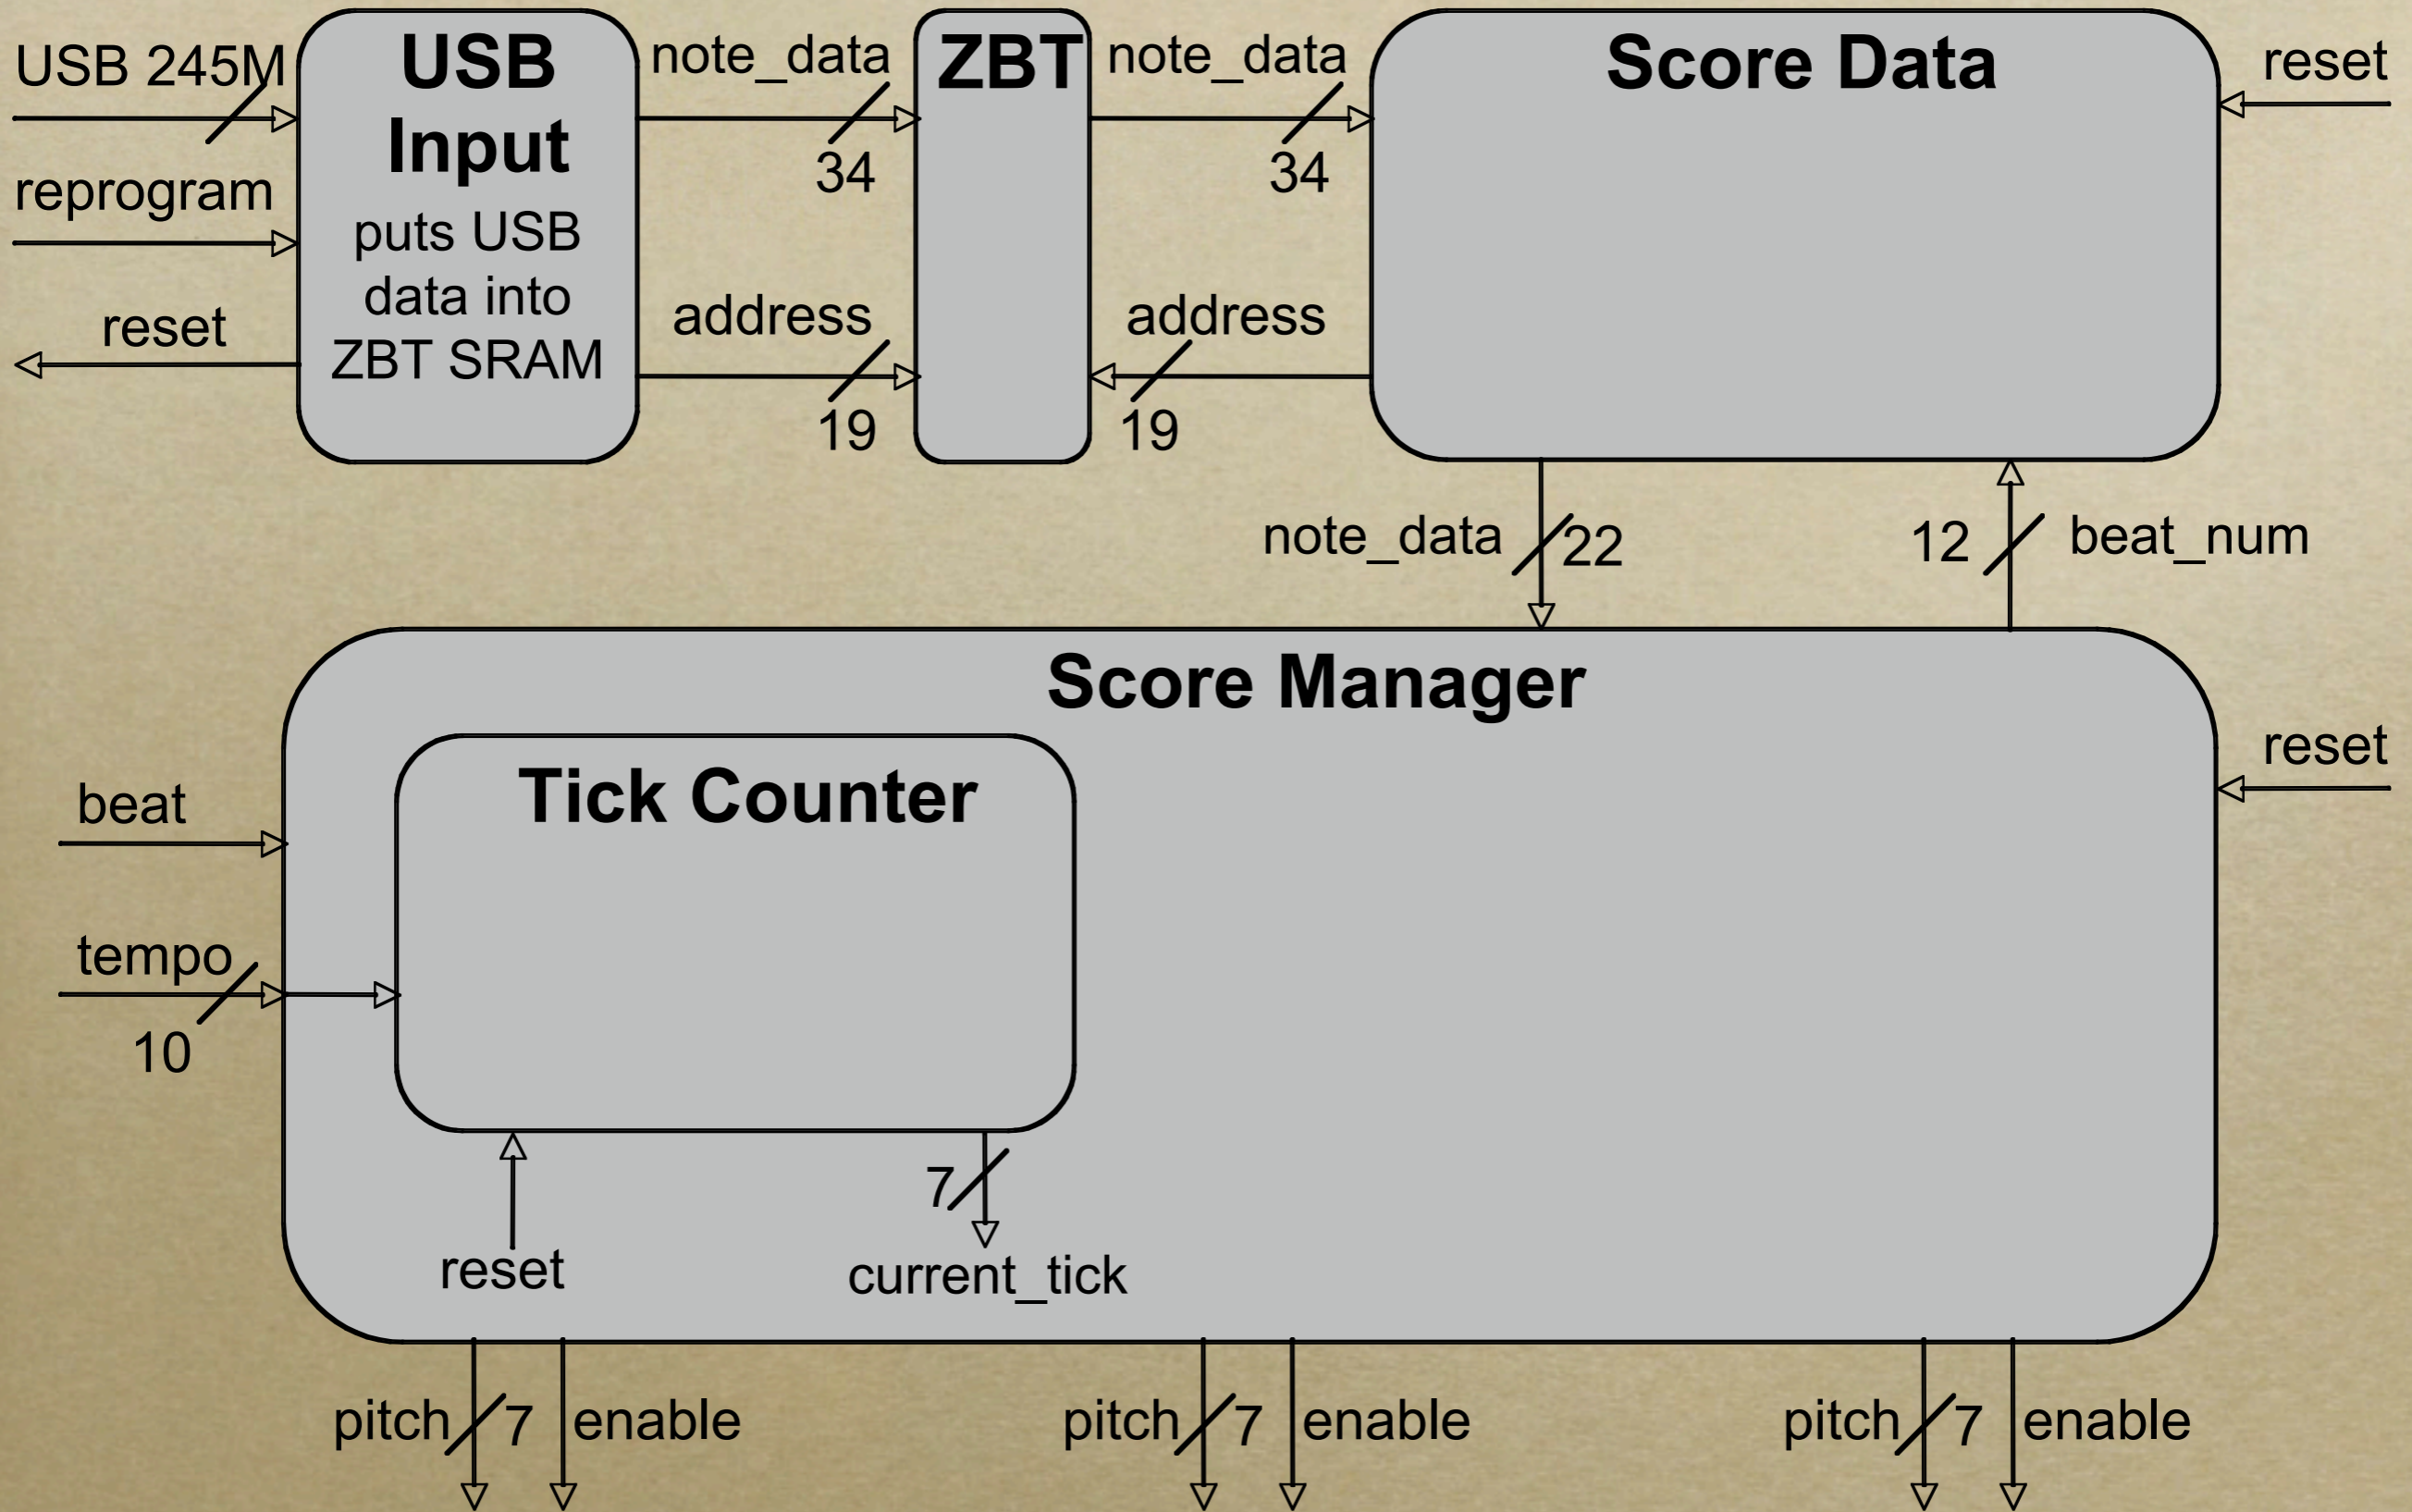 USB 245M
reprogram
reset
USB
Input
puts USB
data into
ZBT SRAM
note_data
34
address
19
ZBT
note_data
34
address
19
Score Data
reset
note_data
22
12
beat_num
Score Manager
reset
beat
tempo
10
Tick Counter
reset
7
current_tick
pitch
7
enable
pitch
7
enable
pitch
7
enable